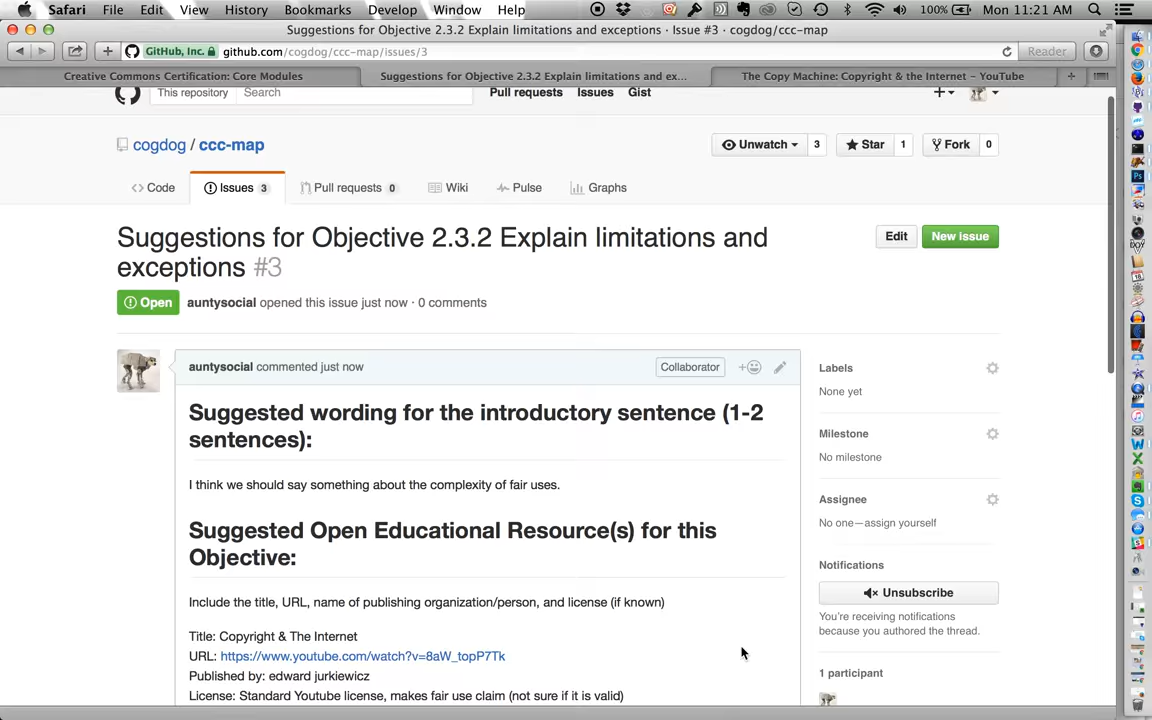 Safari File Edit View History Bookmarks Develop Window Help 100% Mon 11:21 AM
Suggestions for Objective 2.3.2 Explain limitations and exceptions · Issue #3 · cogdog/ccc-map
GitHub, Inc. github.com/cogdog/ccc-map/issues/3 Reader
Creative Commons Certification: Core Modules Suggestions for Objective 2.3.2 Explain limitations and ex... The Copy Machine: Copyright & the Internet – YouTube
This repository Search Pull requests Issues Gist
cogdog / ccc-map Unwatch 3 Star 1 Fork 0
Code Issues 3 Pull requests 0 Wiki Pulse Graphs
Suggestions for Objective 2.3.2 Explain limitations and
exceptions #3
Edit New issue
Open auntysocial opened this issue just now · 0 comments
auntysocial commented just now Collaborator
Suggested wording for the introductory sentence (1-2
sentences):
I think we should say something about the complexity of fair uses.
Suggested Open Educational Resource(s) for this
Objective:
Include the title, URL, name of publishing organization/person, and license (if known)
Title: Copyright & The Internet
URL: https://www.youtube.com/watch?v=8aW_topP7Tk
Published by: edward jurkiewicz
License: Standard Youtube license, makes fair use claim (not sure if it is valid)
Labels
None yet
Milestone
No milestone
Assignee
No one—assign yourself
Notifications
Unsubscribe
You're receiving notifications
because you authored the thread.
1 participant